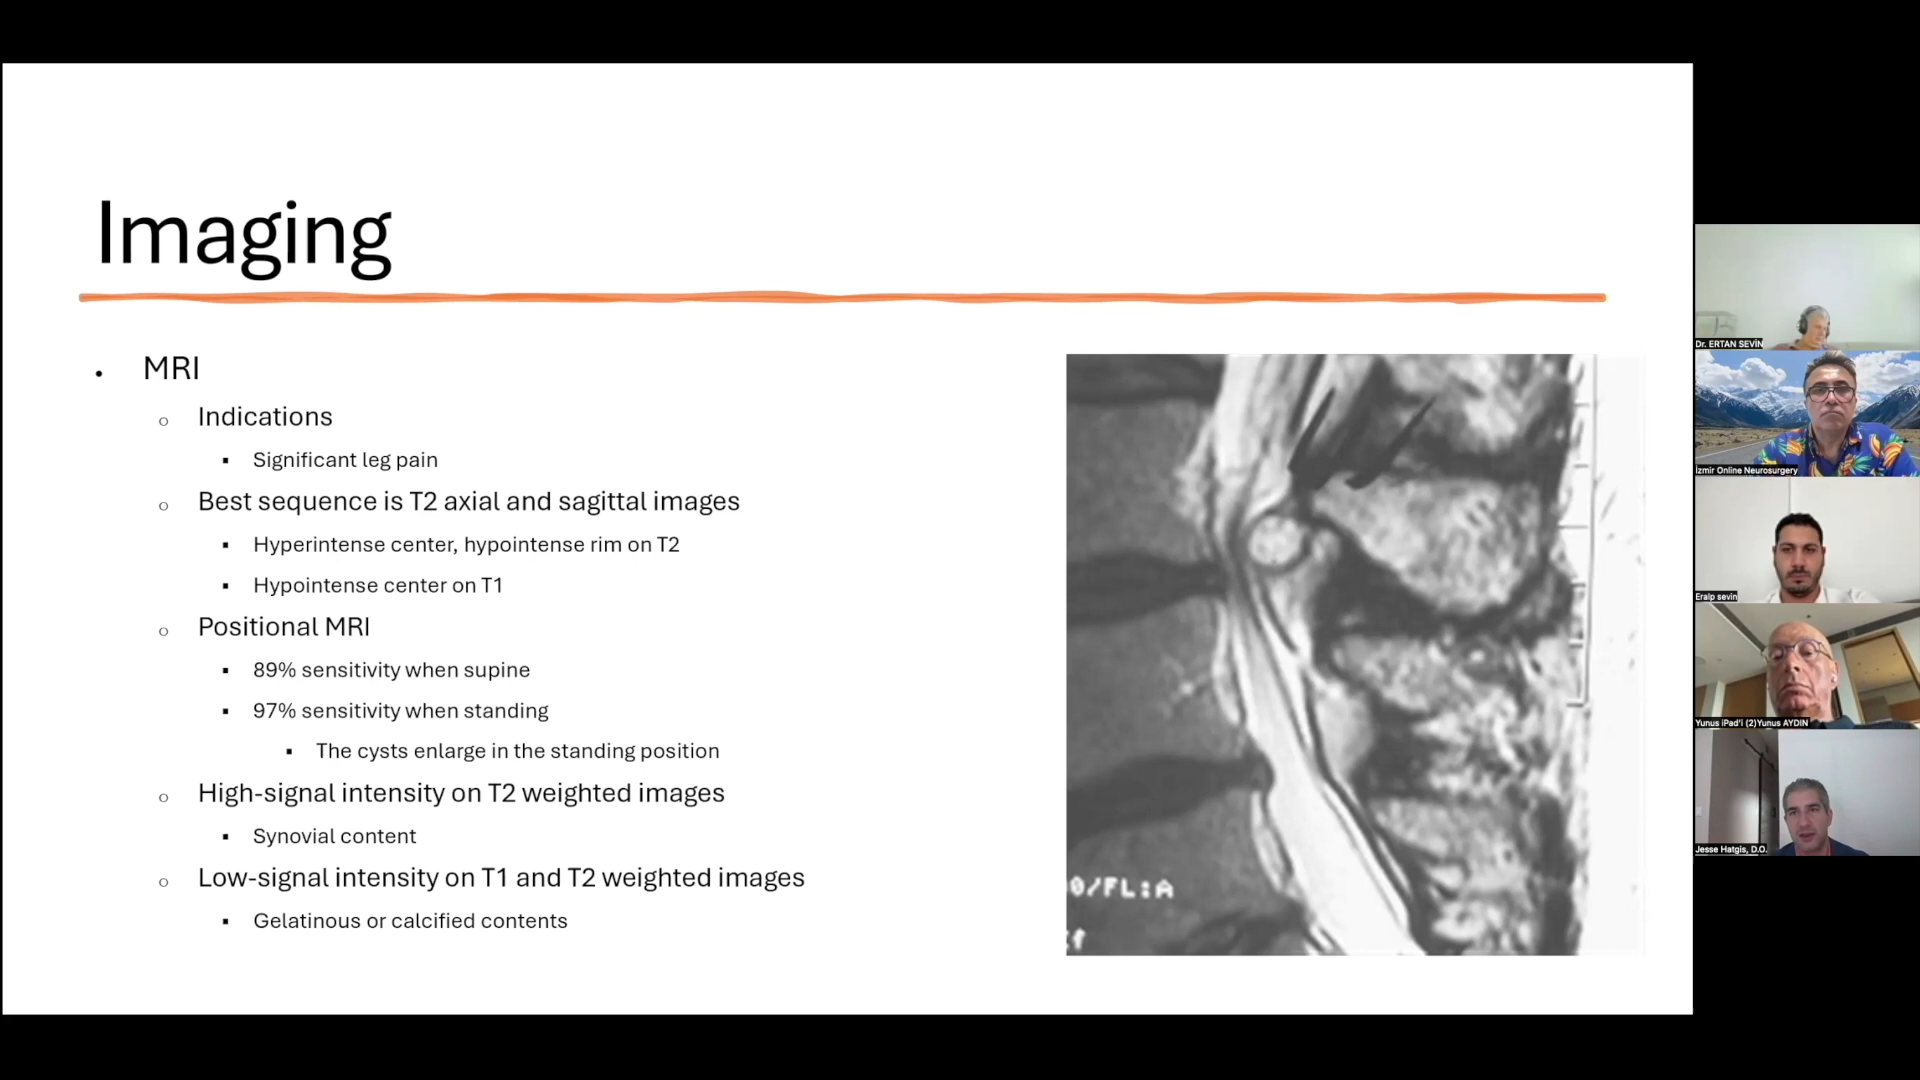 Imaging
• MRI
o Indications
▪ Significant leg pain
o Best sequence is T2 axial and sagittal images
▪ Hyperintense center, hypointense rim on T2
▪ Hypointense center on T1
o Positional MRI
▪ 89% sensitivity when supine
▪ 97% sensitivity when standing
▪ The cysts enlarge in the standing position
o High-signal intensity on T2 weighted images
▪ Synovial content
o Low-signal intensity on T1 and T2 weighted images
▪ Gelatinous or calcified contents
0/FL:A
Dr. ERTAN SEVİN
İzmir Online Neurosurgery
Eralp sevin
Yunus iPad'i (2)Yunus AYDIN
Jesse Hatgis, D.O.